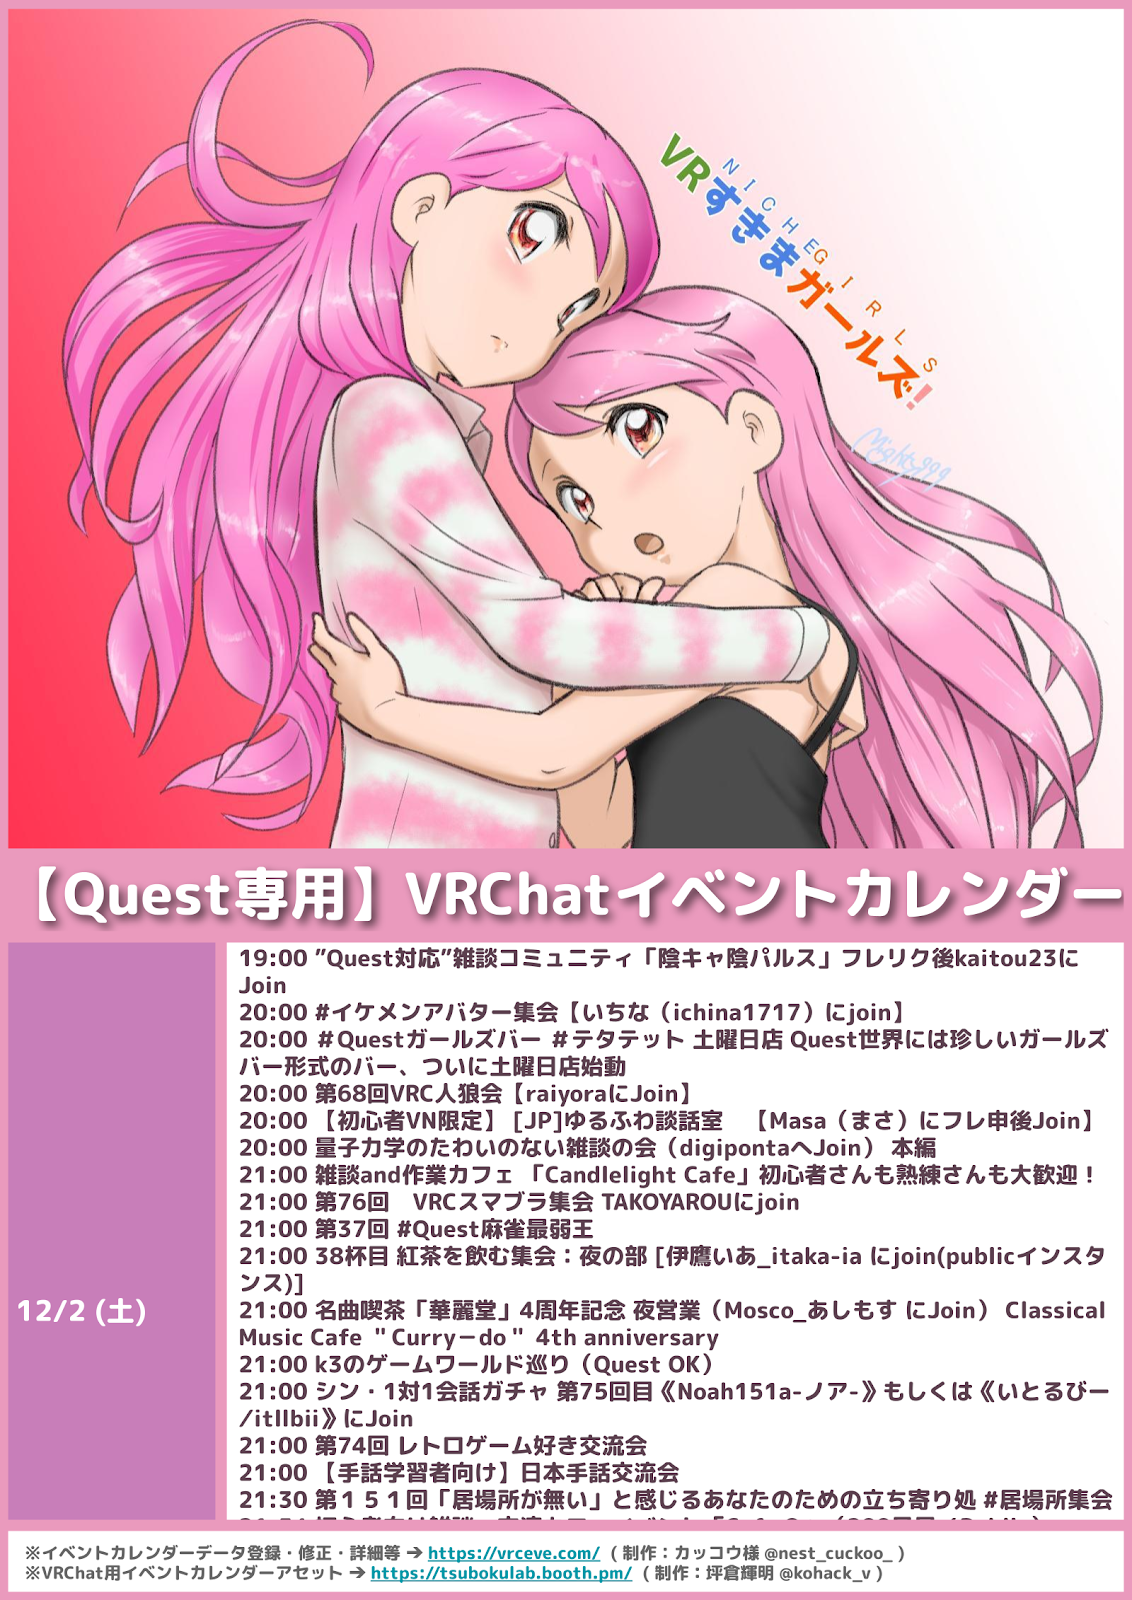 NICHE GIRLS
VRすきまガールズ!
Mighty999
【Quest専用】VRChatイベントカレンダー
12/2 (土)
19:00 ”Quest対応”雑談コミュニティ「陰キャ陰パルス」フレリク後kaitou23に
Join
20:00 #イケメンアバター集会【いちな（ichina1717）にjoin】
20:00 ＃Questガールズバー ＃テタテット 土曜日店 Quest世界には珍しいガールズ
バー形式のバー、ついに土曜日店始動
20:00 第68回VRC人狼会【raiyoraにJoin】
20:00 【初心者VN限定】 [JP]ゆるふわ談話室　【Masa（まさ）にフレ申後Join】
20:00 量子力学のたわいのない雑談の会（digipontaへJoin） 本編
21:00 雑談and作業カフェ 「Candlelight Cafe」初心者さんも熟練さんも大歓迎！
21:00 第76回　VRCスマブラ集会 TAKOYAROUにjoin
21:00 第37回 #Quest麻雀最弱王
21:00 38杯目 紅茶を飲む集会：夜の部 [伊鷹いあ_itaka-ia にjoin(publicインスタ
ンス)]
21:00 名曲喫茶「華麗堂」4周年記念 夜営業（Mosco_あしもす にJoin） Classical
Music Cafe ＂Curry－do＂ 4th anniversary
21:00 k3のゲームワールド巡り（Quest OK）
21:00 シン・1対1会話ガチャ 第75回目《Noah151a-ノア-》もしくは《いとるびー
/itllbii》にJoin
21:00 第74回 レトロゲーム好き交流会
21:00 【手話学習者向け】日本手話交流会
21:30 第１５１回「居場所が無い」と感じるあなたのための立ち寄り処 #居場所集会
※イベントカレンダーデータ登録・修正・詳細等 ➔ https://vrceve.com/ （制作：カッコウ様 @nest_cuckoo_ ）
※VRChat用イベントカレンダーアセット ➔ https://tsubokulab.booth.pm/ （制作：坪倉輝明 @kohack_v ）